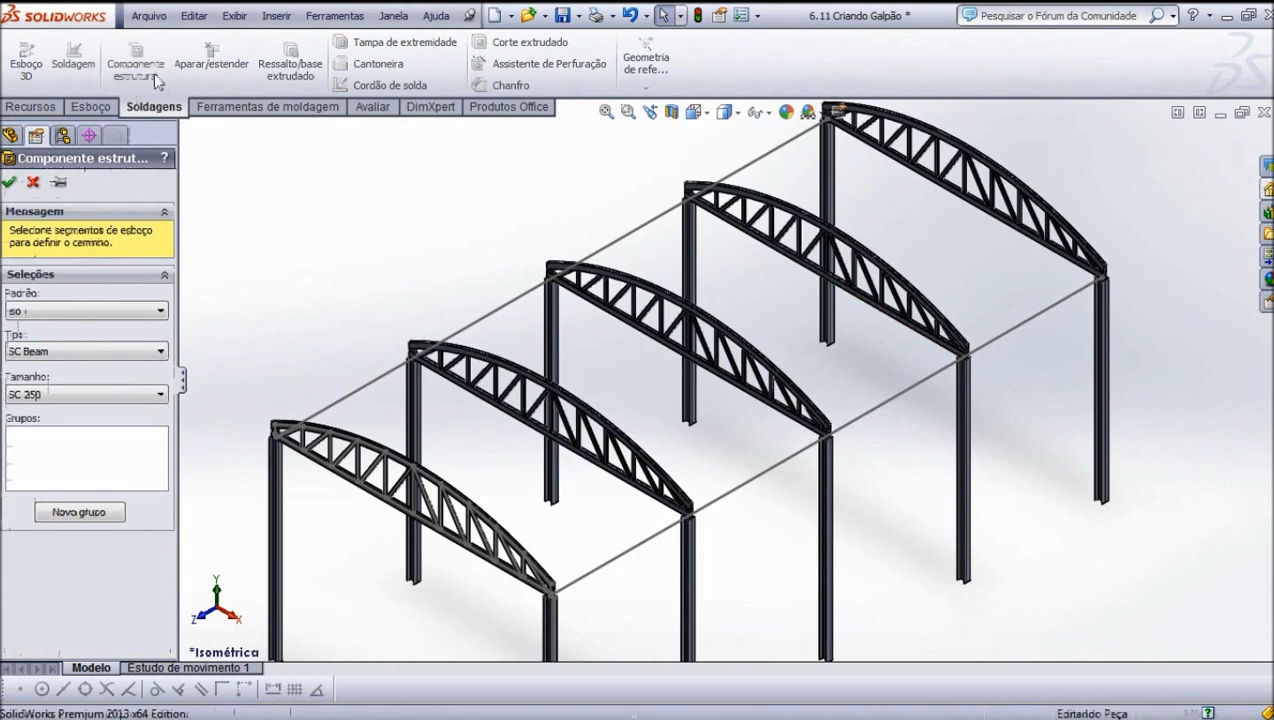 SOLIDWORKS
Arquivo Editar Exibir Inserir Ferramentas Janela Ajuda
6.11 Criando Galpão *
Pesquisar o Fórum da Comunidade
Esboço 3D
Soldagem
Componente estrutural
Aparar/estender
Ressalto/base extrudado
Tampa de extremidade
Cantoneira
Cordão de solda
Corte extrudado
Assistente de Perfuração
Chanfro
Geometria de refe...
Recursos Esboço Soldagens Ferramentas de moldagem Avaliar DimXpert Produtos Office
Componente estrut... ?
Mensagem
Selecione segmentos de esboço
para definir o caminho.
Seleções
Padrão:
iso
Tipo:
SC Beam
Tamanho:
SC 250
Grupos:
Novo grupo
Y
Z
X
*Isométrica
Modelo Estudo de movimento 1
SolidWorks Premium 2013 x64 Edition
Editando Peça